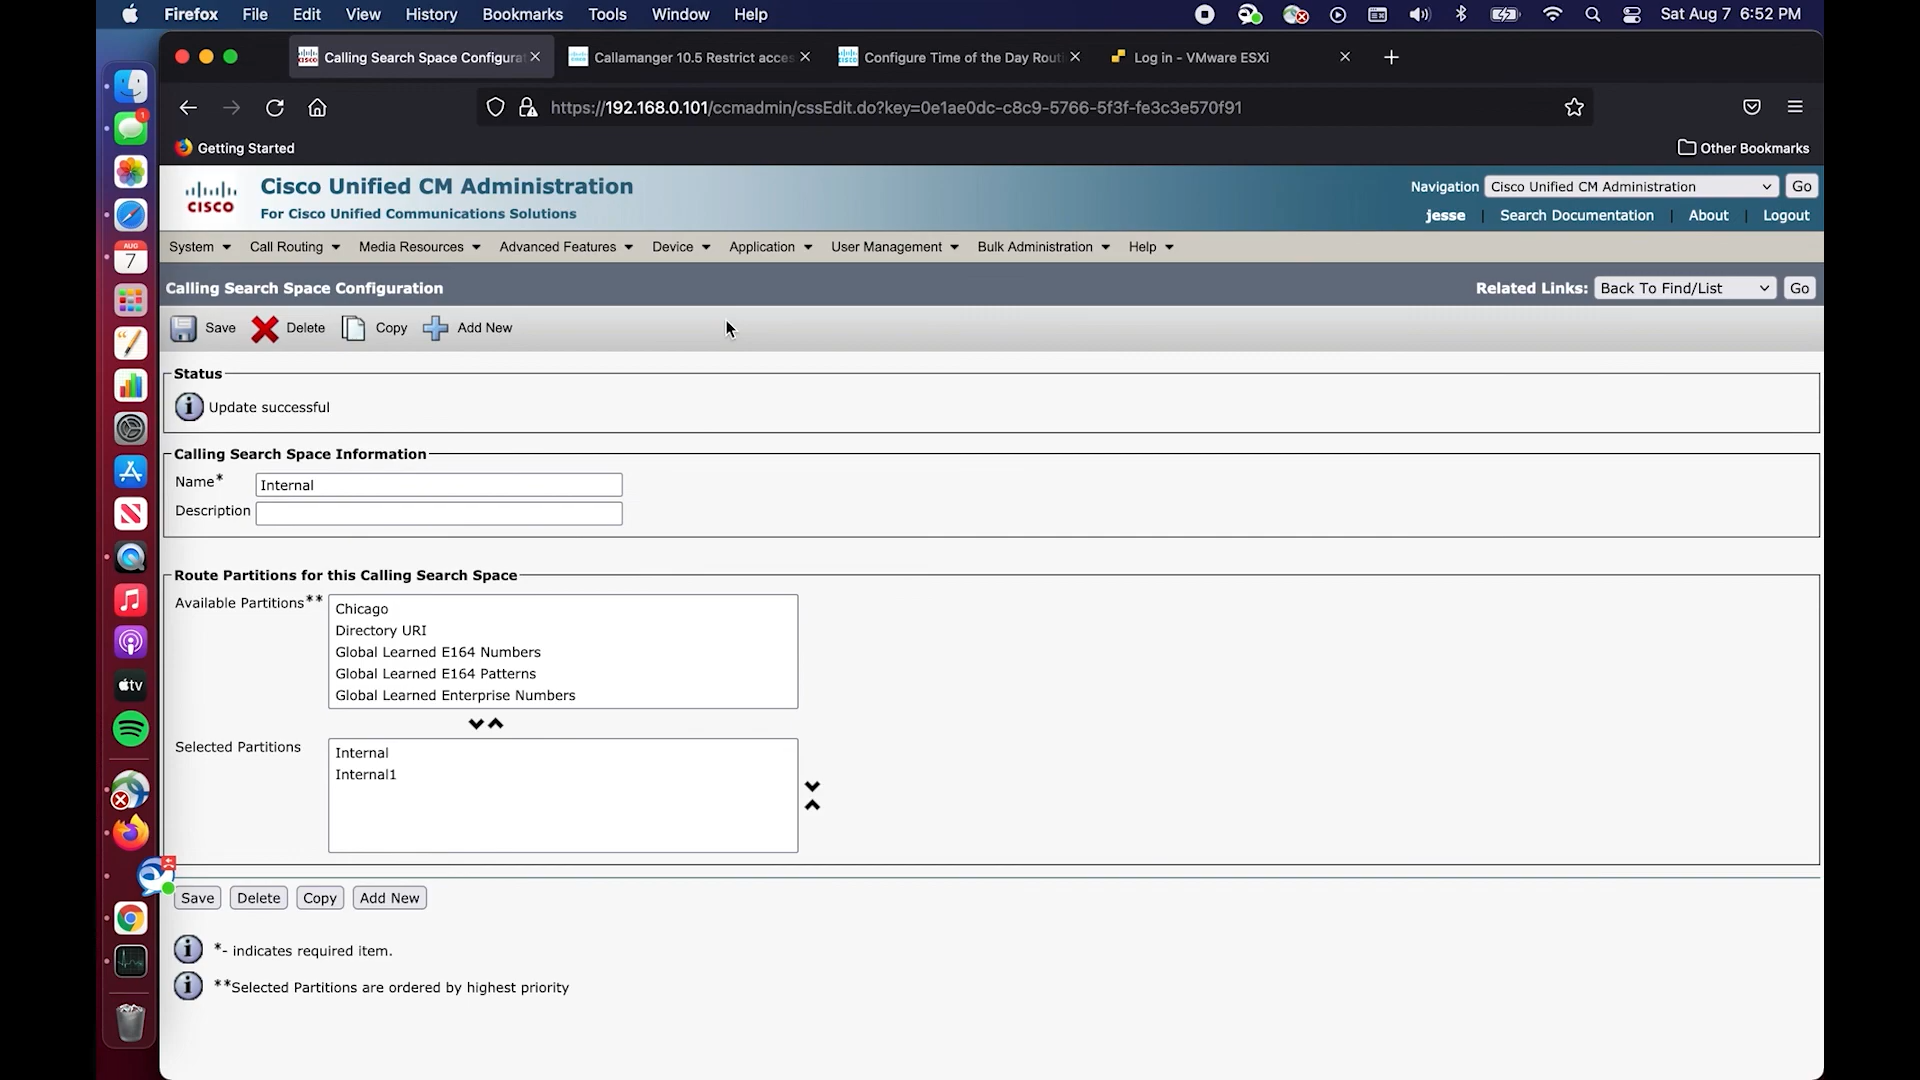 Firefox File Edit View History Bookmarks Tools Window Help Sat Aug 7 6:52 PM
Calling Search Space Configurat Callamanger 10.5 Restrict acces Configure Time of the Day Routi Log in - VMware ESXi
https://192.168.0.101/ccmadmin/cssEdit.do?key=0e1ae0dc-c8c9-5766-5f3f-fe3c3e570f91
Getting Started Other Bookmarks
CISCO Cisco Unified CM Administration Navigation Cisco Unified CM Administration Go
For Cisco Unified Communications Solutions jesse | Search Documentation | About | Logout
System Call Routing Media Resources Advanced Features Device Application User Management Bulk Administration Help
Calling Search Space Configuration Related Links: Back To Find/List Go
Save Delete Copy Add New
Status
Update successful
Calling Search Space Information
Name* Internal
Description
Route Partitions for this Calling Search Space
Available Partitions** Chicago
Directory URI
Global Learned E164 Numbers
Global Learned E164 Patterns
Global Learned Enterprise Numbers
Selected Partitions Internal
Internal1
Save Delete Copy Add New
*- indicates required item.
**Selected Partitions are ordered by highest priority
1
AUG
7
tv